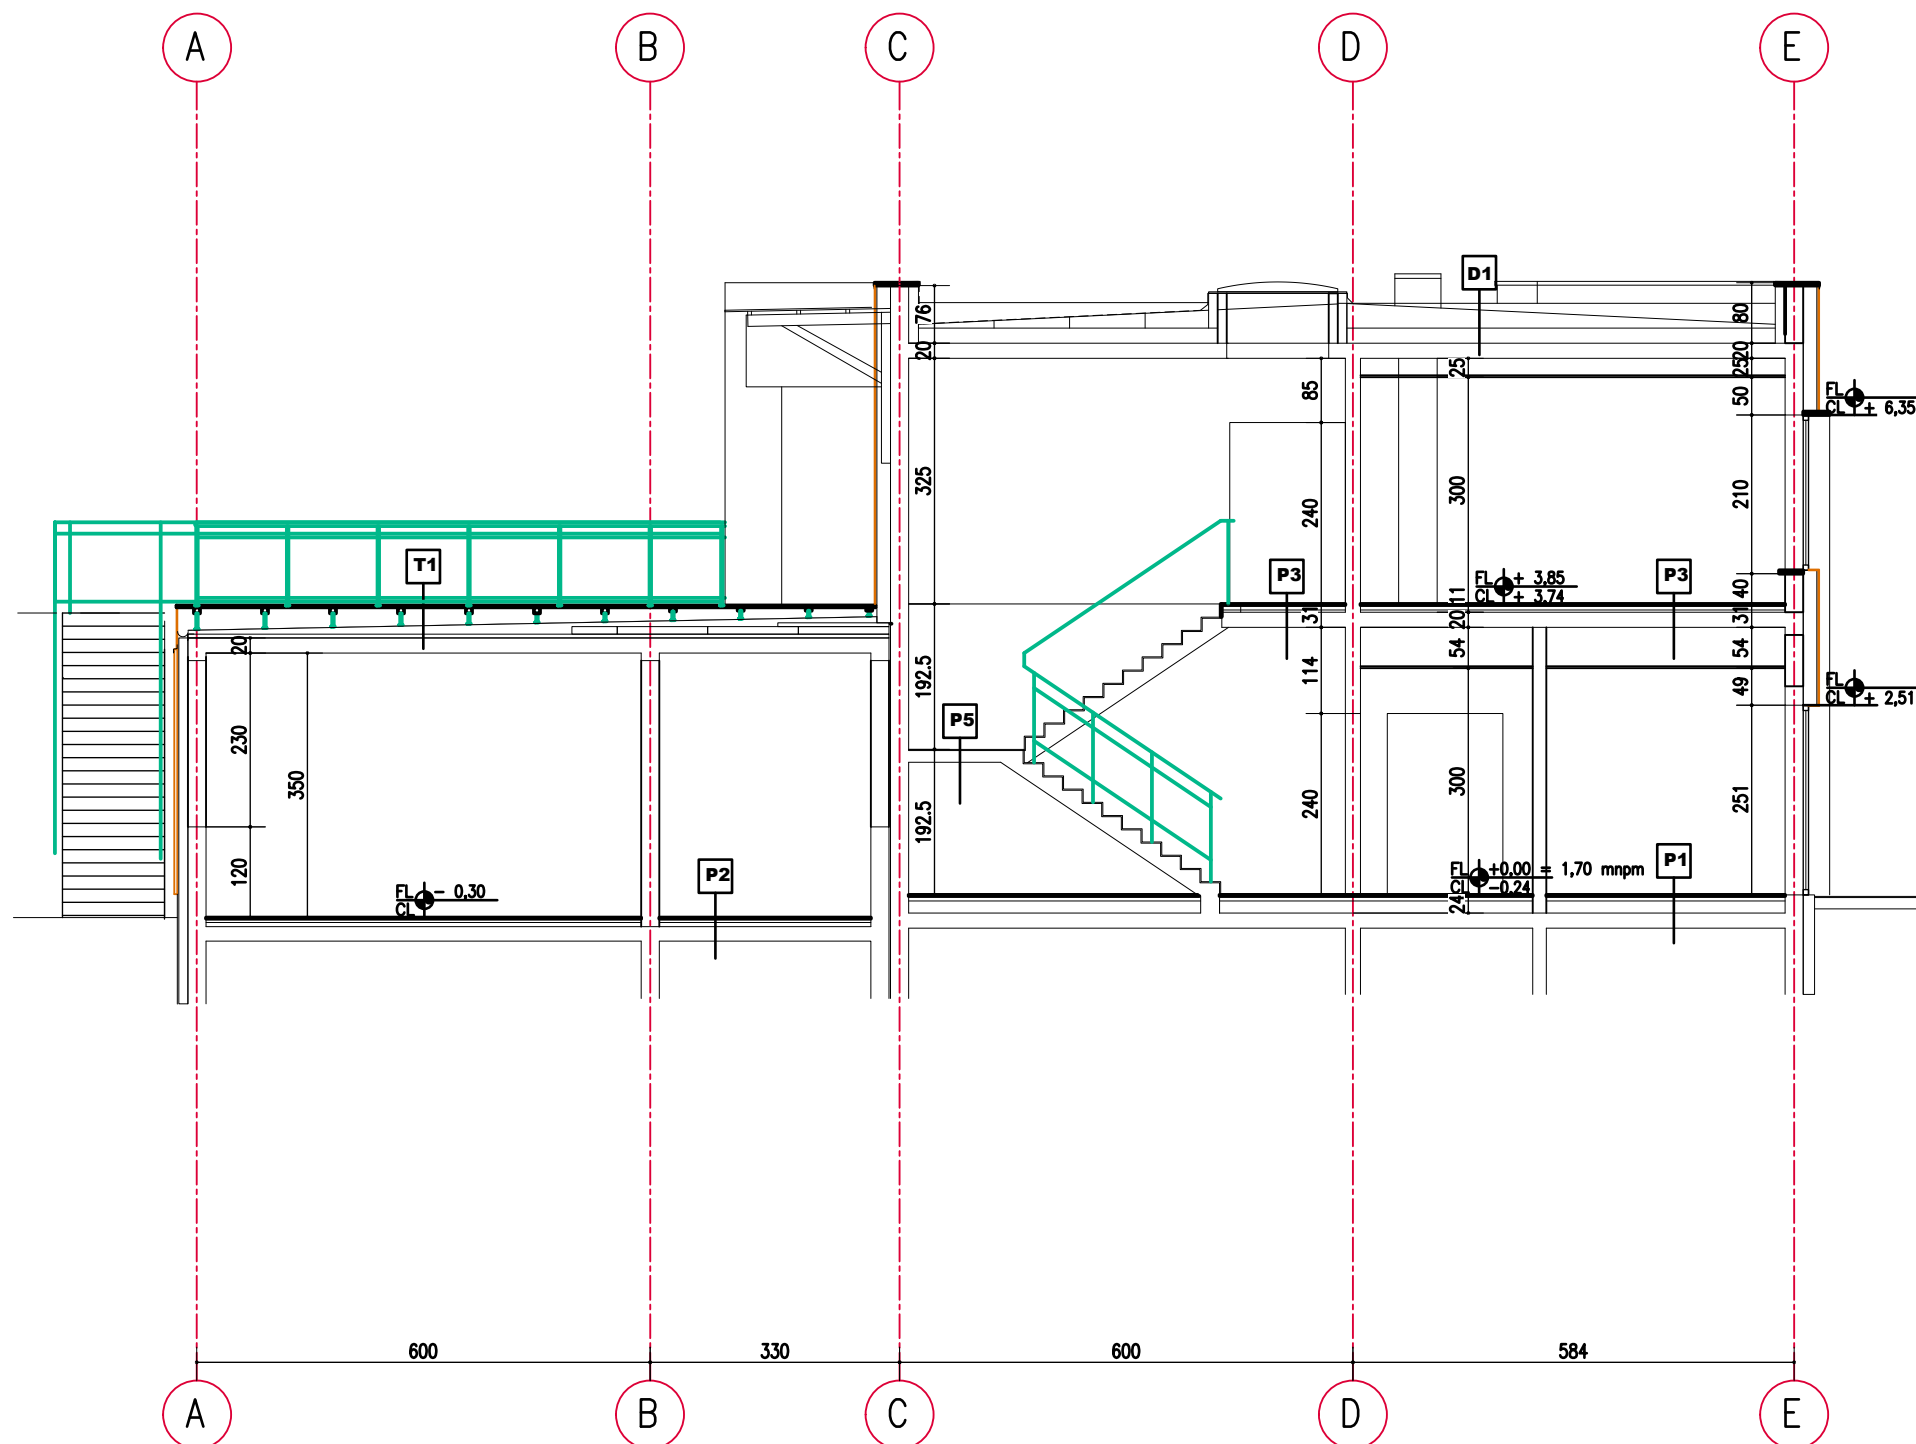 A B C D E
D1
76
20
80
20
25
50
25
85
FL
CL + 6,35
325
300
210
240
T1
P3
P3
FL + 3,85
CL + 3,74
11
20
31
40
31
20
54
54
114
192.5
49
FL
CL + 2,51
P5
230
350
300
251
240
192.5
120
P2
P1
FL - 0,30
CL
FL +0,00 = 1,70 mnpm
CL -0,24
24
600 330 600 584
A B C D E